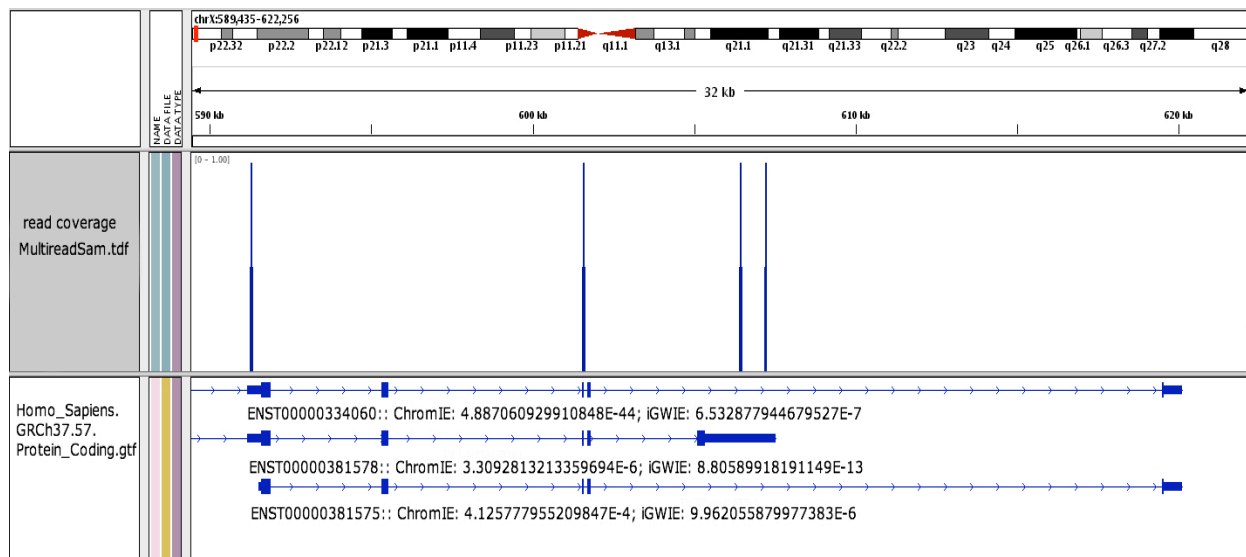 chrX:589,435-622,256
p22.32 p22.2 p22.12 p21.3 p21.1 p11.4 p11.23 p11.21 q11.1 q13.1 q21.1 q21.31 q21.33 q22.2 q23 q24 q25 q26.1 q26.3 q27.2 q28
32 kb
590 kb 600 kb 610 kb 620 kb
NAME
DATA FILE
DATA TYPE
[0 - 1.00]
read coverage
MultireadSam.tdf
Homo_Sapiens.
GRCh37.57.
Protein_Coding.gtf
ENST00000334060:: ChromIE: 4.887060929910848E-44; iGWIE: 6.532877944679527E-7
ENST00000381578:: ChromIE: 3.3092813213359694E-6; iGWIE: 8.80589918191149E-13
ENST00000381575:: ChromIE: 4.125777955209847E-4; iGWIE: 9.962055879977383E-6